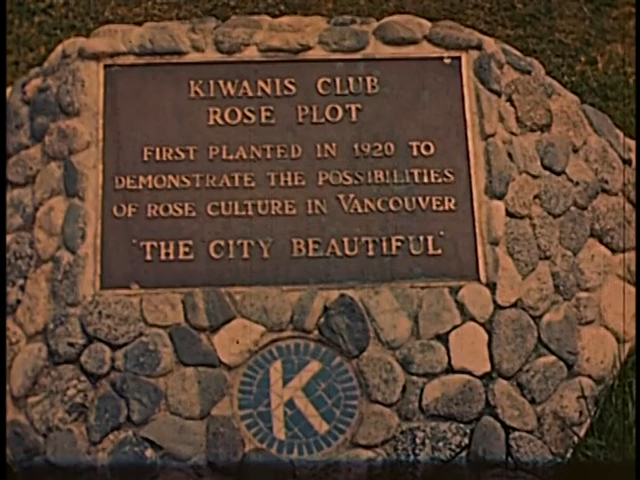 KIWANIS CLUB
ROSE PLOT
FIRST PLANTED IN 1920 TO
DEMONSTRATE THE POSSIBILITIES
OF ROSE CULTURE IN VANCOUVER
"THE CITY BEAUTIFUL"
K